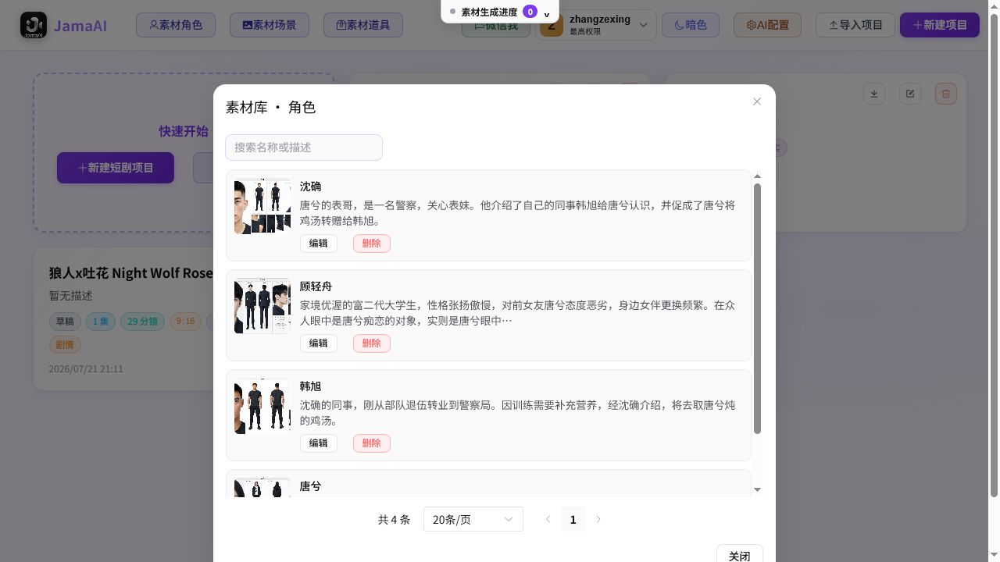 素材生成进度 0 v
JamaAI
JamaAI
素材角色
素材场景
素材道具
微信我
Z
zhangzexing
最高权限
暗色
AI配置
导入项目
新建项目
快速开始
新建短剧项目
狼人x吐花 Night Wolf Rose
暂无描述
草稿
1 集
29 分镜
9:16
剧情
2026/07/21 21:11
素材库 · 角色
搜索名称或描述
沈确
唐兮的表哥，是一名警察，关心表妹。他介绍了自己的同事韩旭给唐兮认识，并促成了唐兮将
鸡汤转赠给韩旭。
编辑
删除
顾轻舟
家境优渥的富二代大学生，性格张扬傲慢，对前女友唐兮态度恶劣，身边女伴更换频繁。在众
人眼中是唐兮痴恋的对象，实则是唐兮眼中…
编辑
删除
韩旭
沈确的同事，刚从部队退伍转业到警察局。因训练需要补充营养，经沈确介绍，将去取唐兮炖
的鸡汤。
编辑
删除
唐兮
共 4 条
20条/页
1
关闭